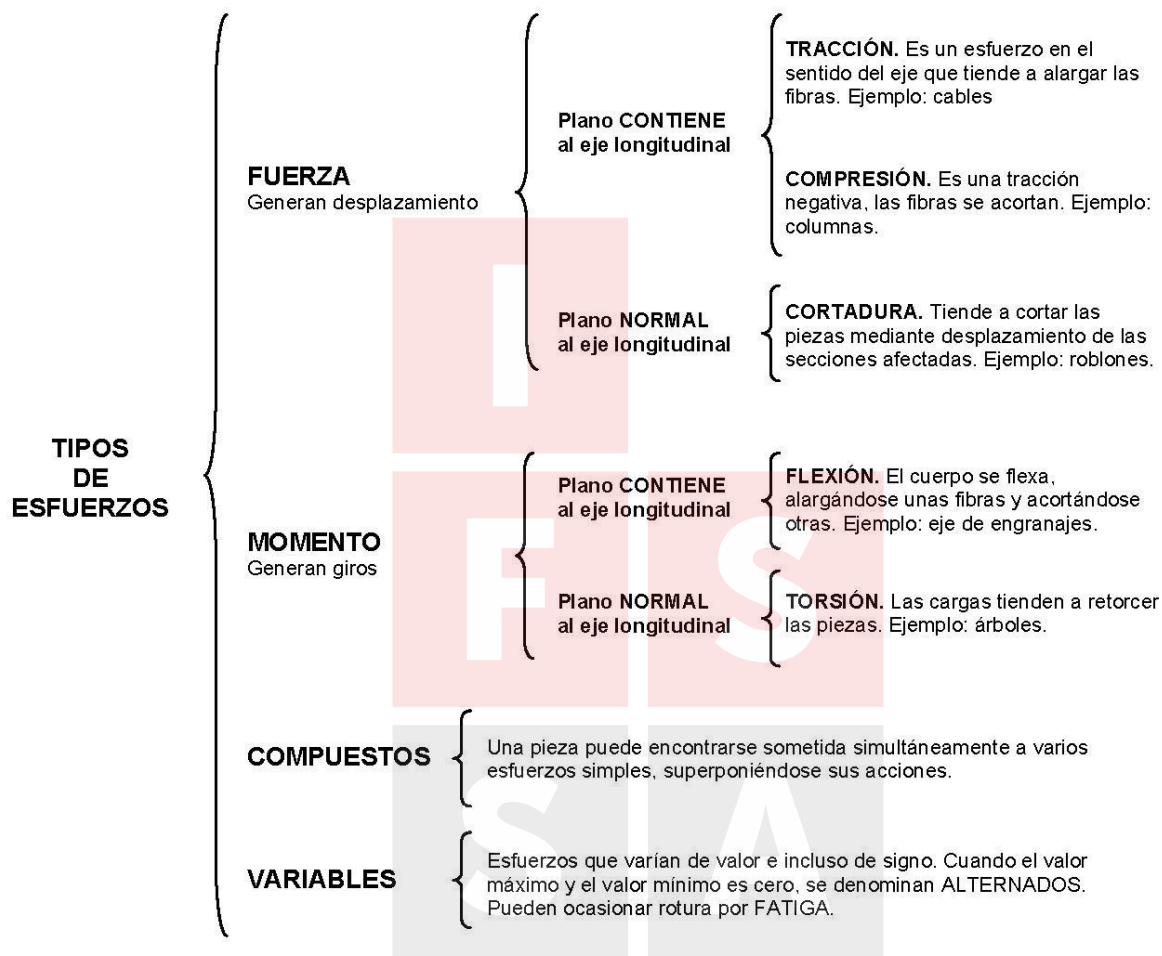 TIPOS
DE
ESFUERZOS
FUERZA
Generan desplazamiento
Plano CONTIENE
al eje longitudinal
TRACCIÓN. Es un esfuerzo en el
sentido del eje que tiende a alargar las
fibras. Ejemplo: cables
COMPRESIÓN. Es una tracción
negativa, las fibras se acortan. Ejemplo:
columnas.
Plano NORMAL
al eje longitudinal
CORTADURA. Tiende a cortar las
piezas mediante desplazamiento de las
secciones afectadas. Ejemplo: roblones.
MOMENTO
Generan giros
Plano CONTIENE
al eje longitudinal
FLEXIÓN. El cuerpo se flexa,
alargándose unas fibras y acortándose
otras. Ejemplo: eje de engranajes.
Plano NORMAL
al eje longitudinal
TORSIÓN. Las cargas tienden a retorcer
las piezas. Ejemplo: árboles.
COMPUESTOS
Una pieza puede encontrarse sometida simultáneamente a varios
esfuerzos simples, superponiéndose sus acciones.
VARIABLES
Esfuerzos que varían de valor e incluso de signo. Cuando el valor
máximo y el valor mínimo es cero, se denominan ALTERNADOS.
Pueden ocasionar rotura por FATIGA.
I
F S
S A